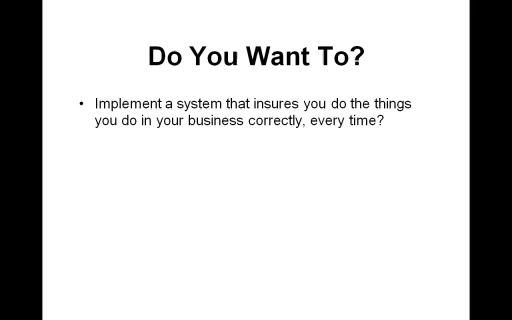 Do You Want To?
• Implement a system that insures you do the things
you do in your business correctly, every time?